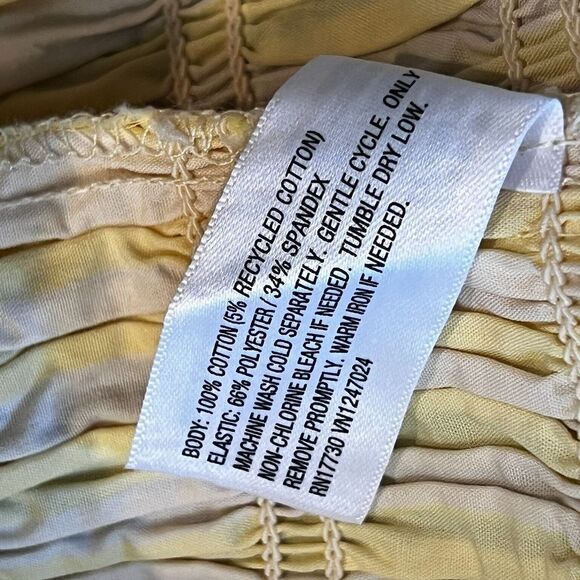 BODY: 100% COTTON (5% RECYCLED COTTON)
ELASTIC: 66% POLYESTER / 34% SPANDEX
MACHINE WASH COLD SEPARATELY. GENTLE CYCLE. ONLY
NON-CHLORINE BLEACH IF NEEDED. TUMBLE DRY LOW.
REMOVE PROMPTLY. WARM IRON IF NEEDED.
RN17730 VN1247024